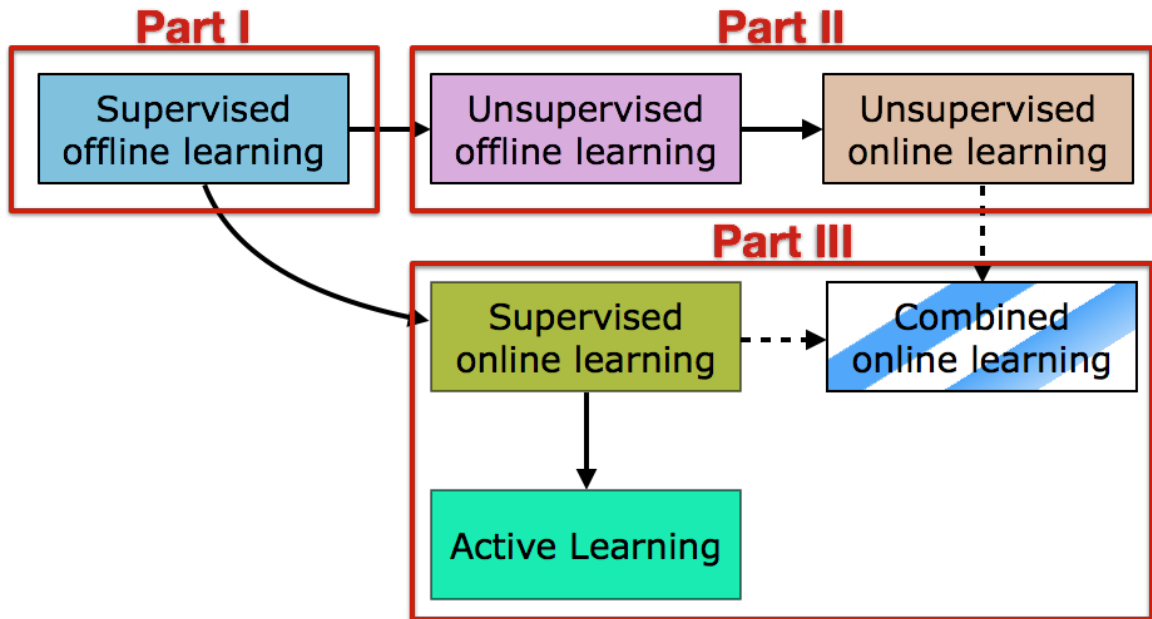 Part I
Supervised
offline learning
Part II
Unsupervised
offline learning
Unsupervised
online learning
Part III
Supervised
online learning
Combined
online learning
Active Learning